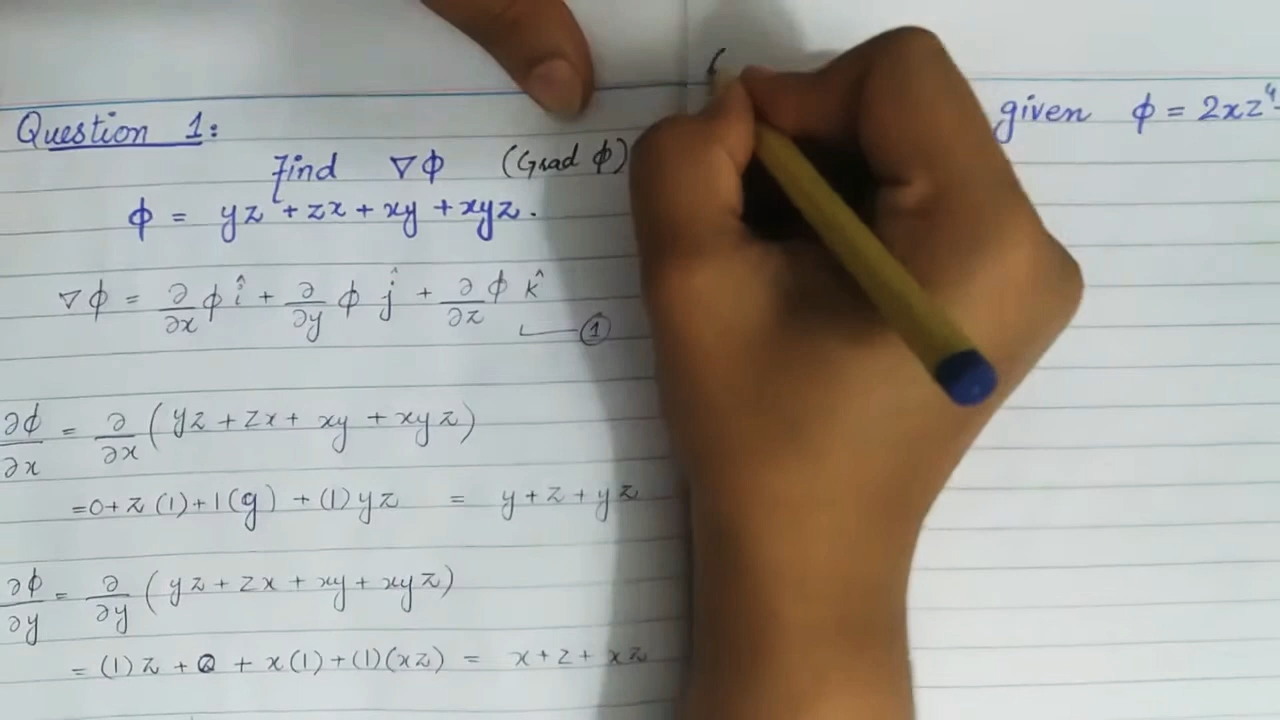 Question 1:
Find ∇ϕ (Grad ϕ)
ϕ = yz + zx + xy + xyz.
∇ϕ = ∂/∂x ϕ î + ∂/∂y ϕ ĵ + ∂/∂z ϕ k̂
①
∂ϕ/∂x = ∂/∂x (yz + zx + xy + xyz)
= 0 + z(1) + 1(y) + (1)yz = y + z + yz
∂ϕ/∂y = ∂/∂y (yz + zx + xy + xyz)
= (1)z + 0 + x(1) + (1)(xz) = x + z + xz
given ϕ = 2xz⁴